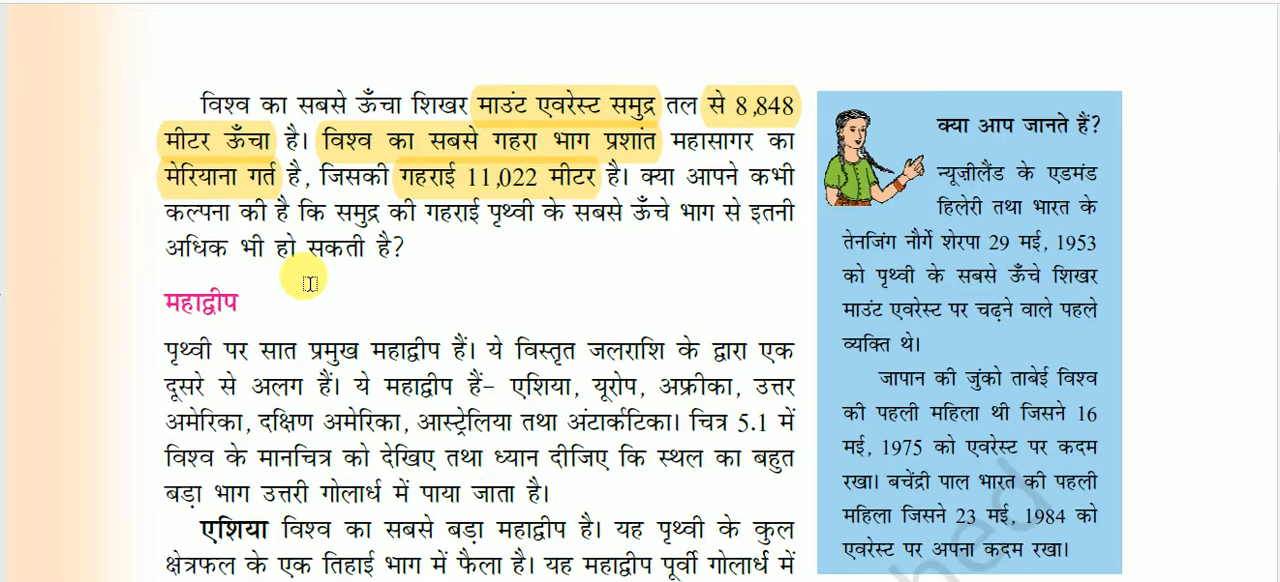 विश्व का सबसे ऊँचा शिखर माउंट एवरेस्ट समुद्र तल से 8,848
मीटर ऊँचा है। विश्व का सबसे गहरा भाग प्रशांत महासागर का
मेरियाना गर्त है, जिसकी गहराई 11,022 मीटर है। क्या आपने कभी
कल्पना की है कि समुद्र की गहराई पृथ्वी के सबसे ऊँचे भाग से इतनी
अधिक भी हो सकती है?
महाद्वीप
पृथ्वी पर सात प्रमुख महाद्वीप हैं। ये विस्तृत जलराशि के द्वारा एक
दूसरे से अलग हैं। ये महाद्वीप हैं– एशिया, यूरोप, अफ्रीका, उत्तर
अमेरिका, दक्षिण अमेरिका, आस्ट्रेलिया तथा अंटार्कटिका। चित्र 5.1 में
विश्व के मानचित्र को देखिए तथा ध्यान दीजिए कि स्थल का बहुत
बड़ा भाग उत्तरी गोलार्ध में पाया जाता है।
एशिया विश्व का सबसे बड़ा महाद्वीप है। यह पृथ्वी के कुल
क्षेत्रफल के एक तिहाई भाग में फैला है। यह महाद्वीप पूर्वी गोलार्ध में
क्या आप जानते हैं?
न्यूजीलैंड के एडमंड
हिलेरी तथा भारत के
तेनजिंग नौर्गे शेरपा 29 मई, 1953
को पृथ्वी के सबसे ऊँचे शिखर
माउंट एवरेस्ट पर चढ़ने वाले पहले
व्यक्ति थे।
जापान की जुंको ताबेई विश्व
की पहली महिला थी जिसने 16
मई, 1975 को एवरेस्ट पर कदम
रखा। बचेंद्री पाल भारत की पहली
महिला जिसने 23 मई, 1984 को
एवरेस्ट पर अपना कदम रखा।